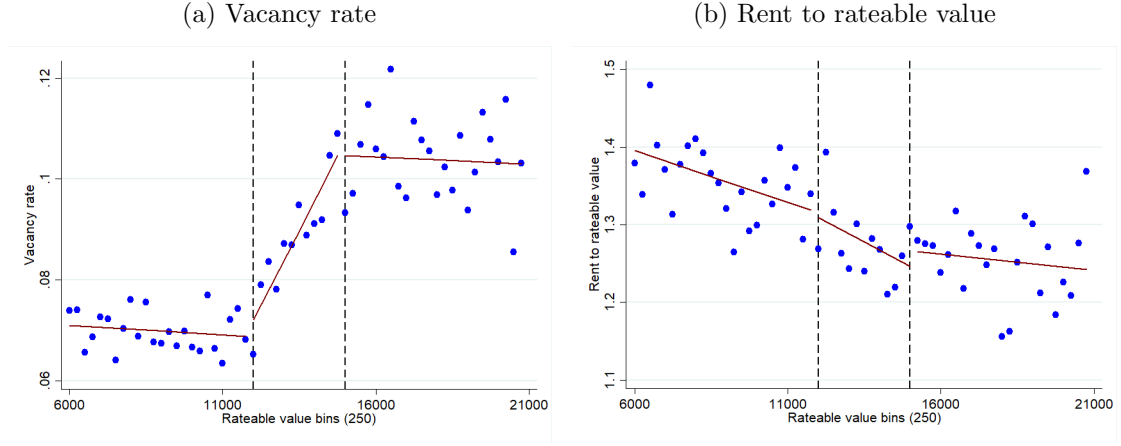 (a) Vacancy rate
.12
.1
.08
.06
Vacancy rate
6000 11000 16000 21000
Rateable value bins (250)
(b) Rent to rateable value
1.5
1.4
1.3
1.2
1.1
Rent to rateable value
6000 11000 16000 21000
Rateable value bins (250)